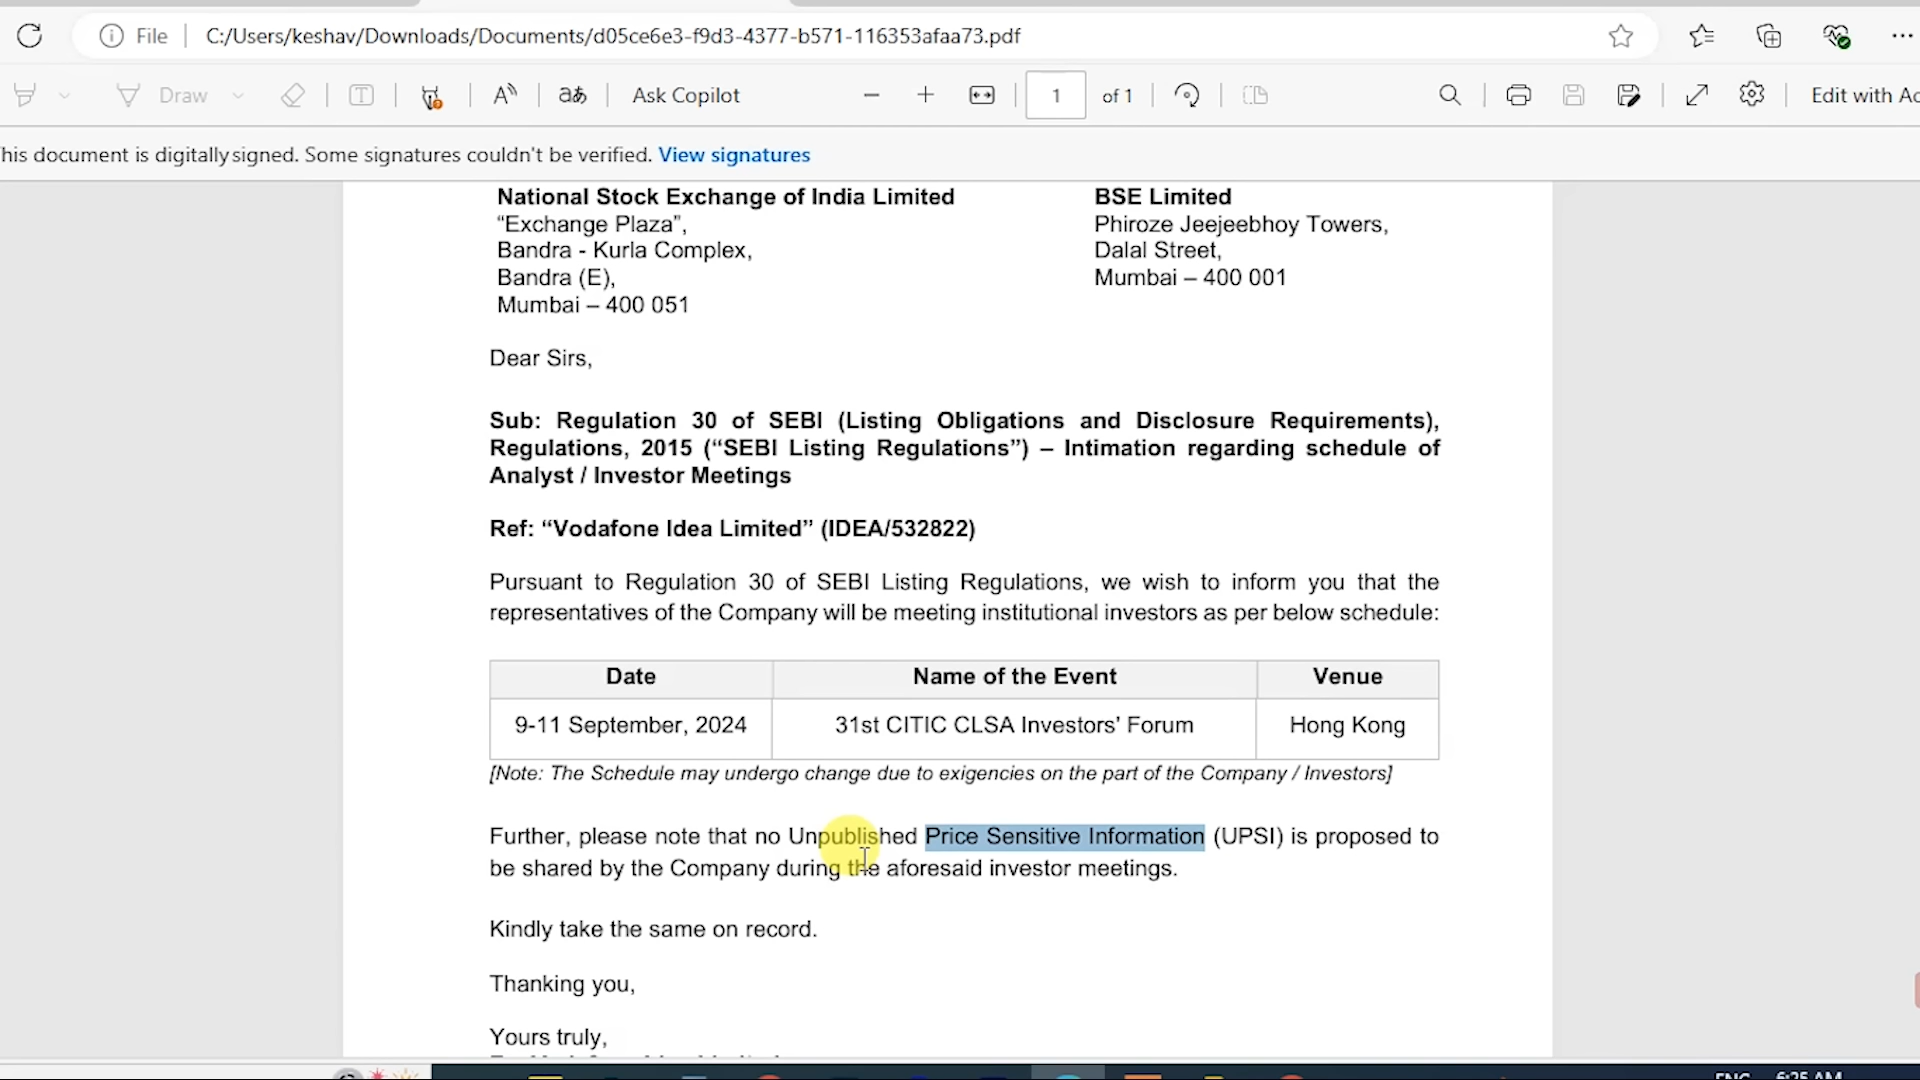 File
C:/Users/keshav/Downloads/Documents/d05ce6e3-f9d3-4377-b571-116353afaa73.pdf
Draw
Ask Copilot
1 of 1
Edit with Ac
his document is digitally signed. Some signatures couldn't be verified. View signatures
National Stock Exchange of India Limited
“Exchange Plaza”,
Bandra - Kurla Complex,
Bandra (E),
Mumbai – 400 051
BSE Limited
Phiroze Jeejeebhoy Towers,
Dalal Street,
Mumbai – 400 001
Dear Sirs,
Sub: Regulation 30 of SEBI (Listing Obligations and Disclosure Requirements),
Regulations, 2015 (“SEBI Listing Regulations”) – Intimation regarding schedule of
Analyst / Investor Meetings
Ref: “Vodafone Idea Limited” (IDEA/532822)
Pursuant to Regulation 30 of SEBI Listing Regulations, we wish to inform you that the
representatives of the Company will be meeting institutional investors as per below schedule:
Date Name of the Event Venue
9-11 September, 2024 31st CITIC CLSA Investors’ Forum Hong Kong
[Note: The Schedule may undergo change due to exigencies on the part of the Company / Investors]
Further, please note that no Unpublished Price Sensitive Information (UPSI) is proposed to
be shared by the Company during the aforesaid investor meetings.
Kindly take the same on record.
Thanking you,
Yours truly,
ENG 6:25 AM